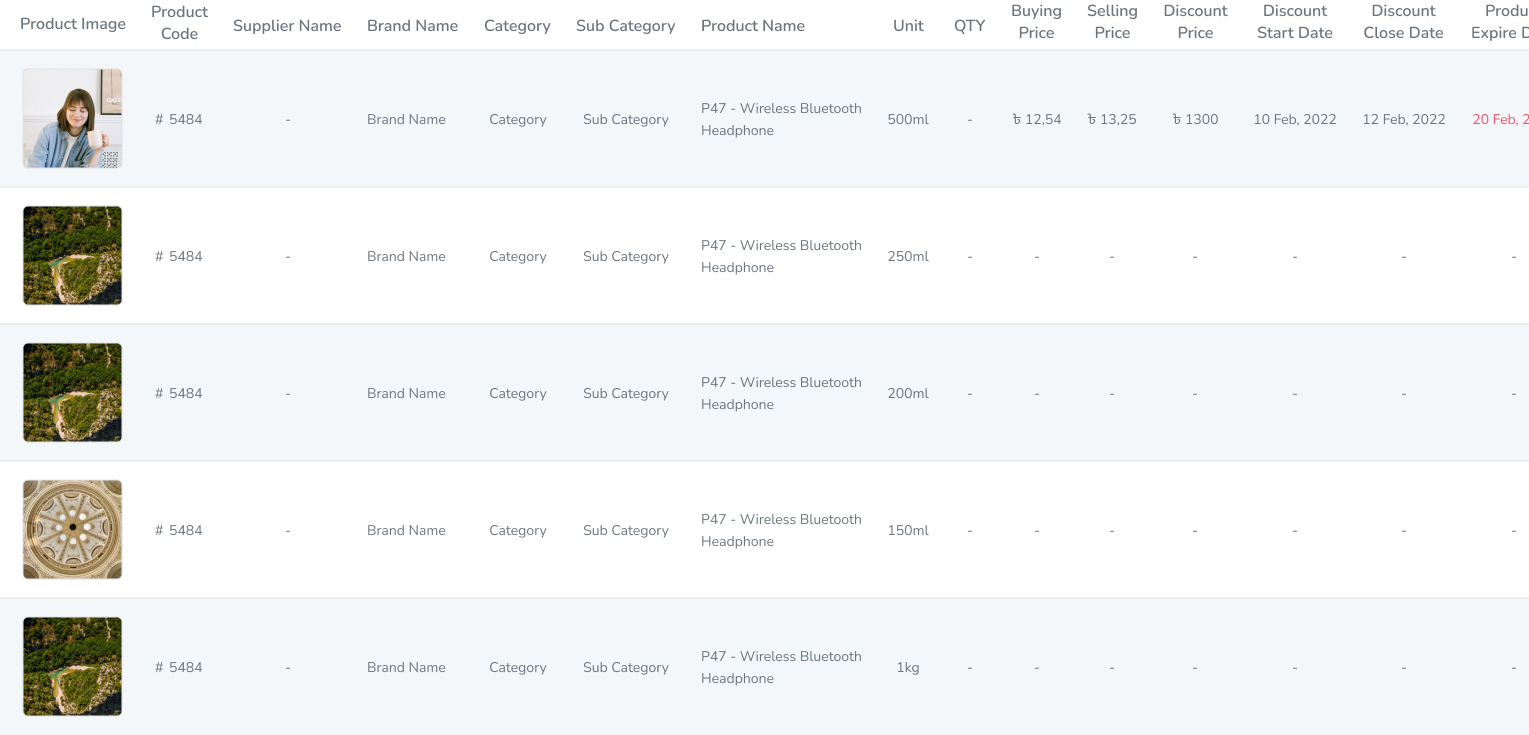 Product Image Product Code Supplier Name Brand Name Category Sub Category Product Name Unit QTY Buying Price Selling Price Discount Price Discount Start Date Discount Close Date
# 5484 - Brand Name Category Sub Category P47 - Wireless Bluetooth Headphone 500ml - ৳ 12,54 ৳ 13,25 ৳ 1300 10 Feb, 2022 12 Feb, 2022 20 Feb, 2
# 5484 - Brand Name Category Sub Category P47 - Wireless Bluetooth Headphone 250ml - - - - - - -
# 5484 - Brand Name Category Sub Category P47 - Wireless Bluetooth Headphone 200ml - - - - - - -
# 5484 - Brand Name Category Sub Category P47 - Wireless Bluetooth Headphone 150ml - - - - - - -
# 5484 - Brand Name Category Sub Category P47 - Wireless Bluetooth Headphone 1kg - - - - - - -